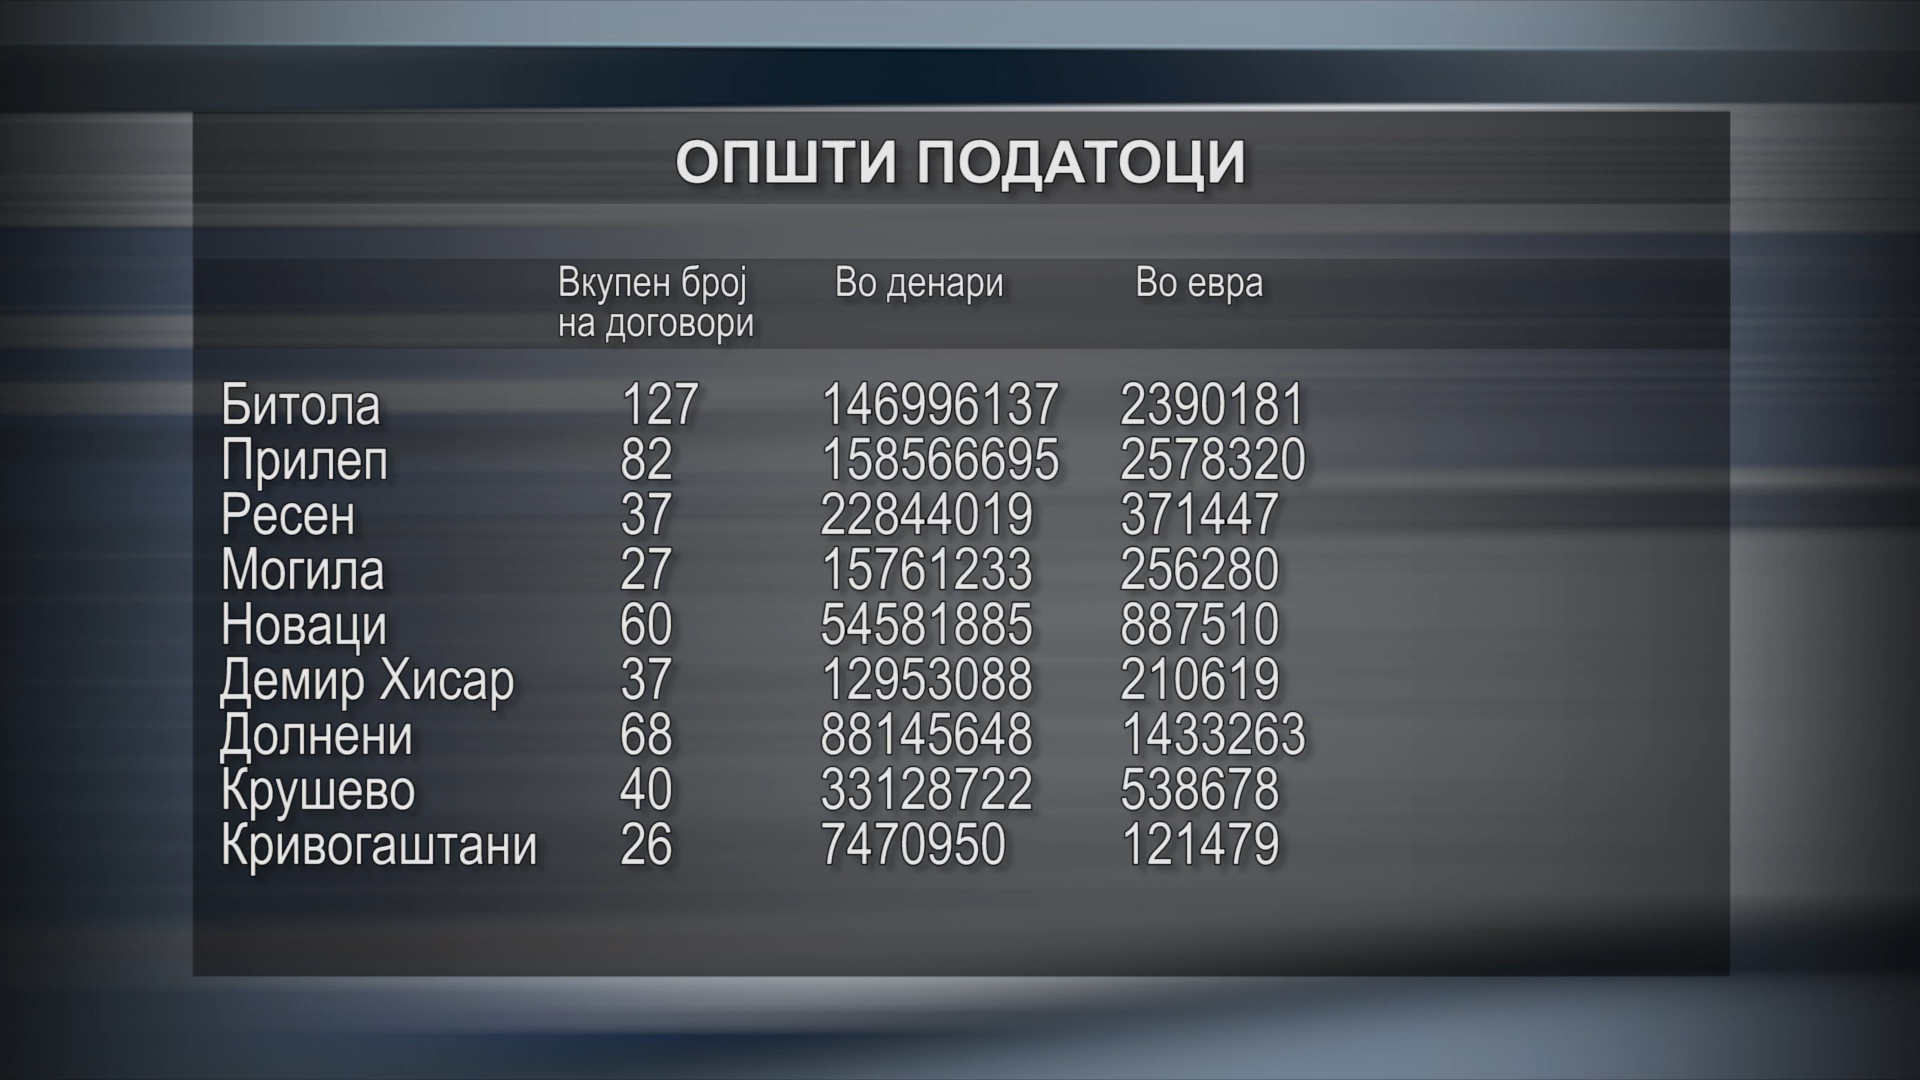 ОПШТИ ПОДАТОЦИ
Вкупен број на договори Во денари Во евра
Битола 127 146996137 2390181
Прилеп 82 158566695 2578320
Ресен 37 22844019 371447
Могила 27 15761233 256280
Новаци 60 54581885 887510
Демир Хисар 37 12953088 210619
Долнени 68 88145648 1433263
Крушево 40 33128722 538678
Кривогаштани 26 7470950 121479